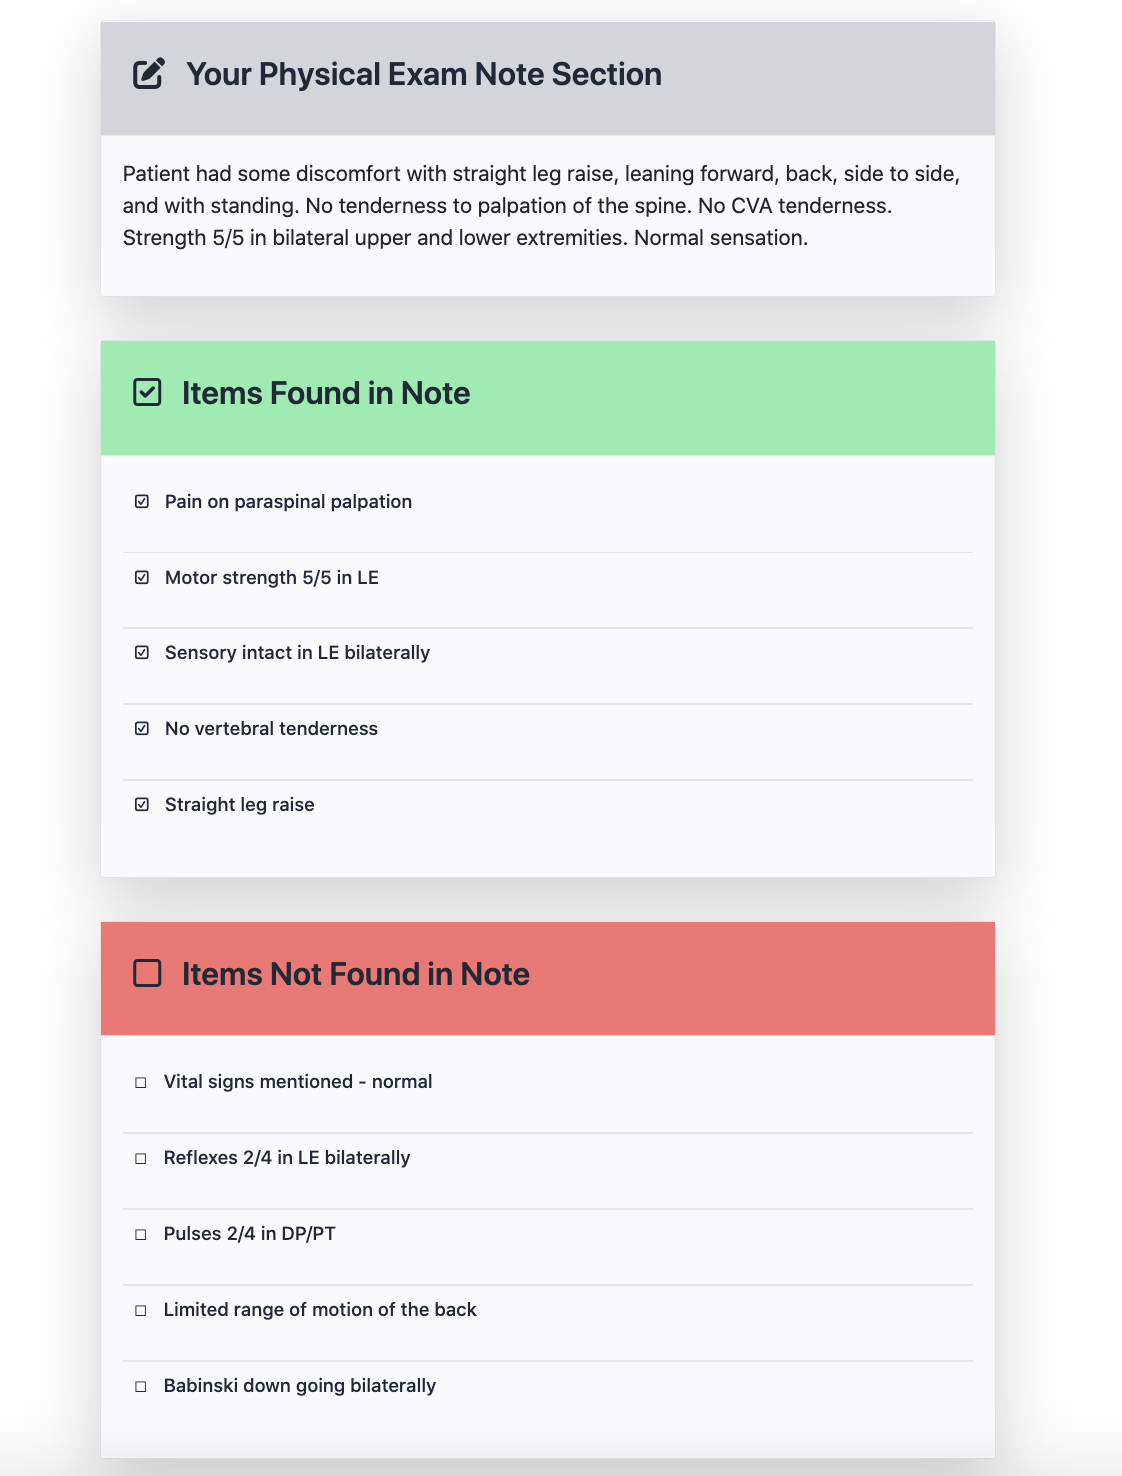 Your Physical Exam Note Section
Patient had some discomfort with straight leg raise, leaning forward, back, side to side,
and with standing. No tenderness to palpation of the spine. No CVA tenderness.
Strength 5/5 in bilateral upper and lower extremities. Normal sensation.
Items Found in Note
Pain on paraspinal palpation
Motor strength 5/5 in LE
Sensory intact in LE bilaterally
No vertebral tenderness
Straight leg raise
Items Not Found in Note
Vital signs mentioned - normal
Reflexes 2/4 in LE bilaterally
Pulses 2/4 in DP/PT
Limited range of motion of the back
Babinski down going bilaterally